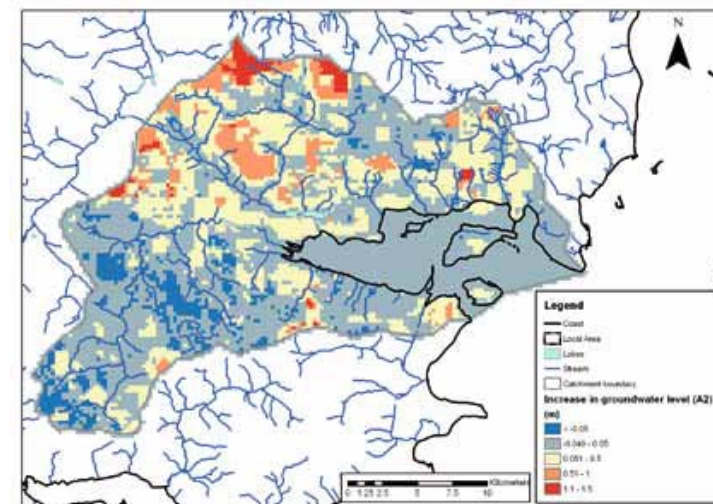 N
Legend
Coast
Local Area
Lakes
Stream
Catchment boundary
Increase in groundwater level (A2)
(m)
< -0.05
-0.049 - 0.05
0.051 - 0.5
0.51 - 1
1.1 - 1.5
Kilometers
0 1.25 2.5 5 7.5 10